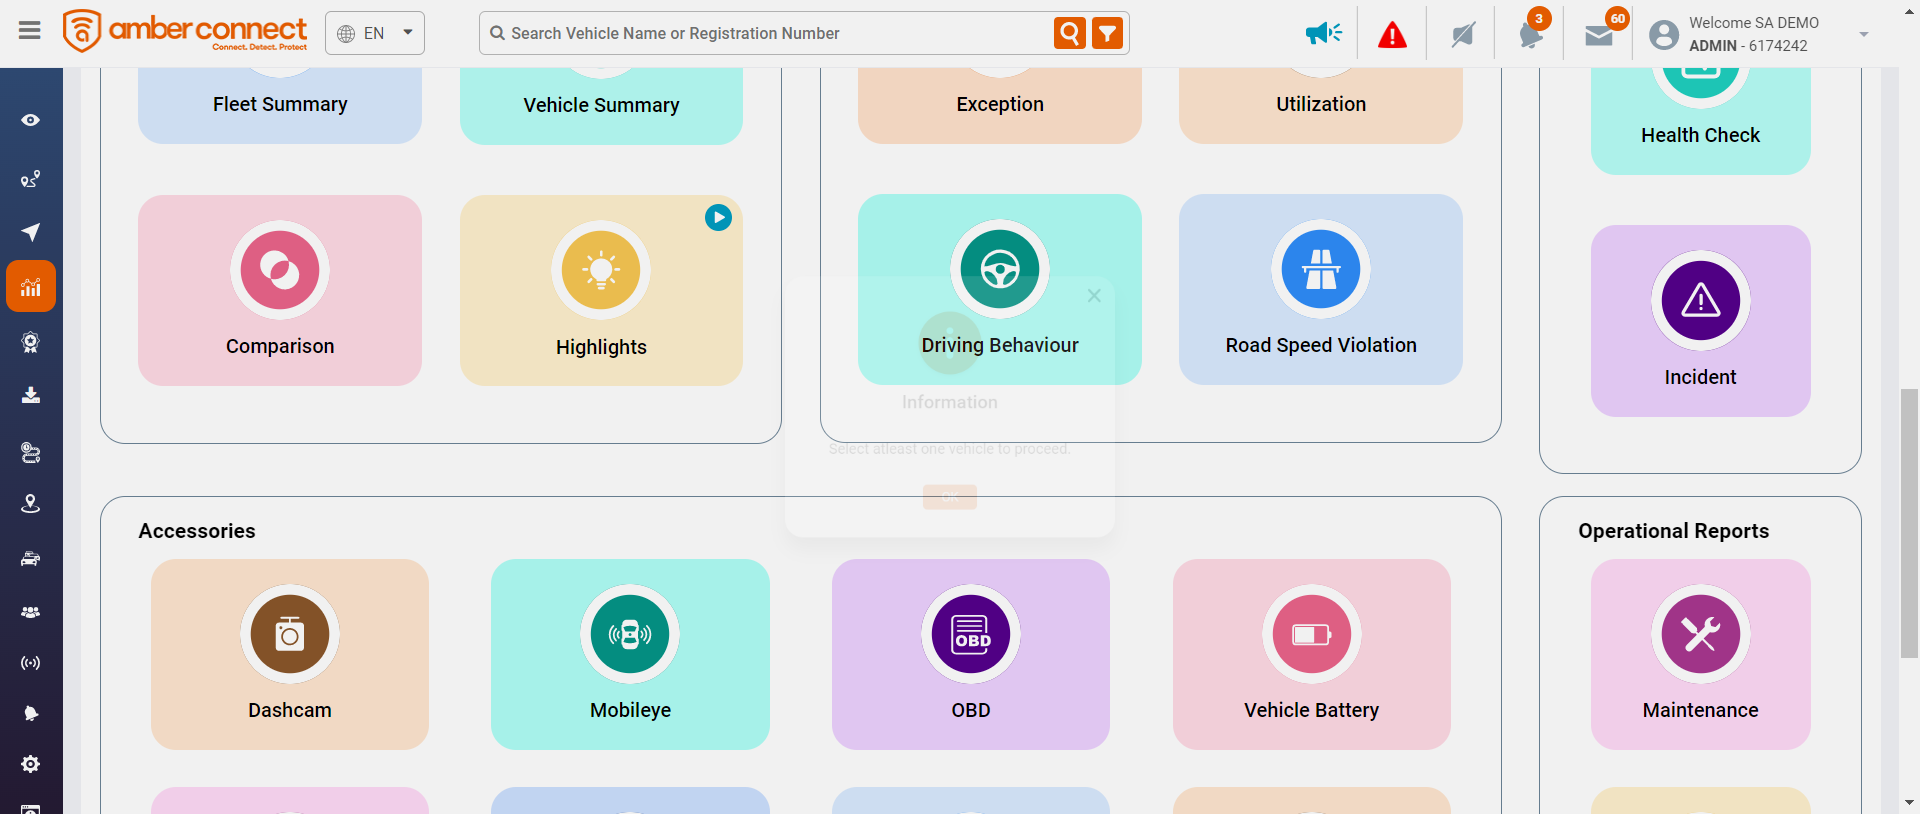 amber connect
Connect. Detect. Protect
EN
Search Vehicle Name or Registration Number
3
60
Welcome SA DEMO
ADMIN - 6174242
Fleet Summary
Vehicle Summary
Exception
Utilization
Health Check
Comparison
Highlights
Driving Behaviour
Road Speed Violation
Incident
Information
Select atleast one vehicle to proceed.
OK
Accessories
Operational Reports
OBD
Dashcam
Mobileye
OBD
Vehicle Battery
Maintenance